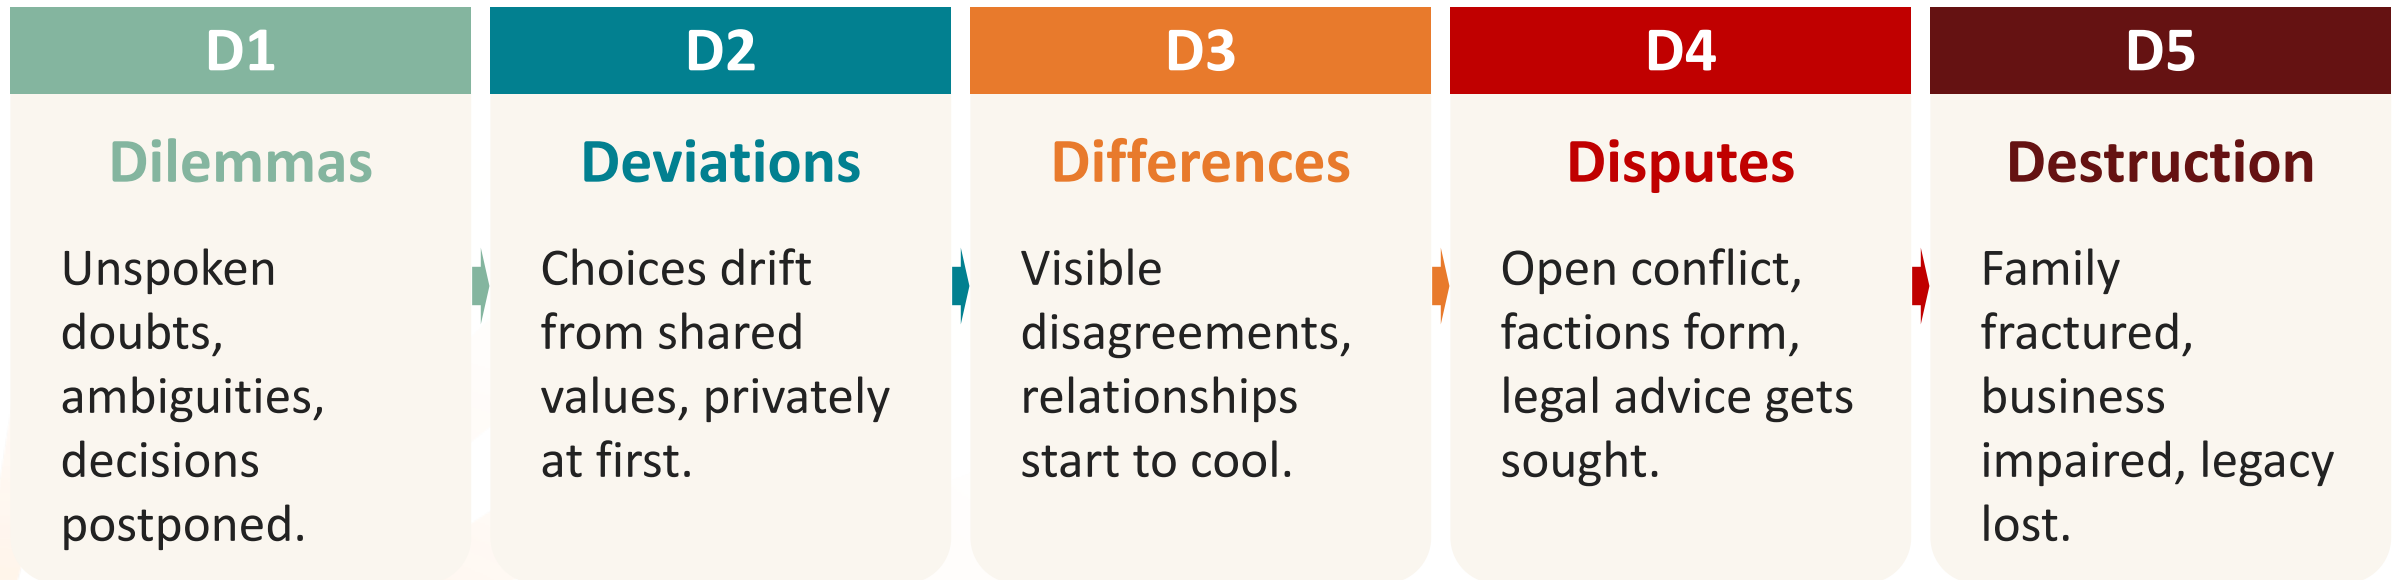 D1
Dilemmas
Unspoken
doubts,
ambiguities,
decisions
postponed.
D2
Deviations
Choices drift
from shared
values, privately
at first.
D3
Differences
Visible
disagreements,
relationships
start to cool.
D4
Disputes
Open conflict,
factions form,
legal advice gets
sought.
D5
Destruction
Family
fractured,
business
impaired, legacy
lost.